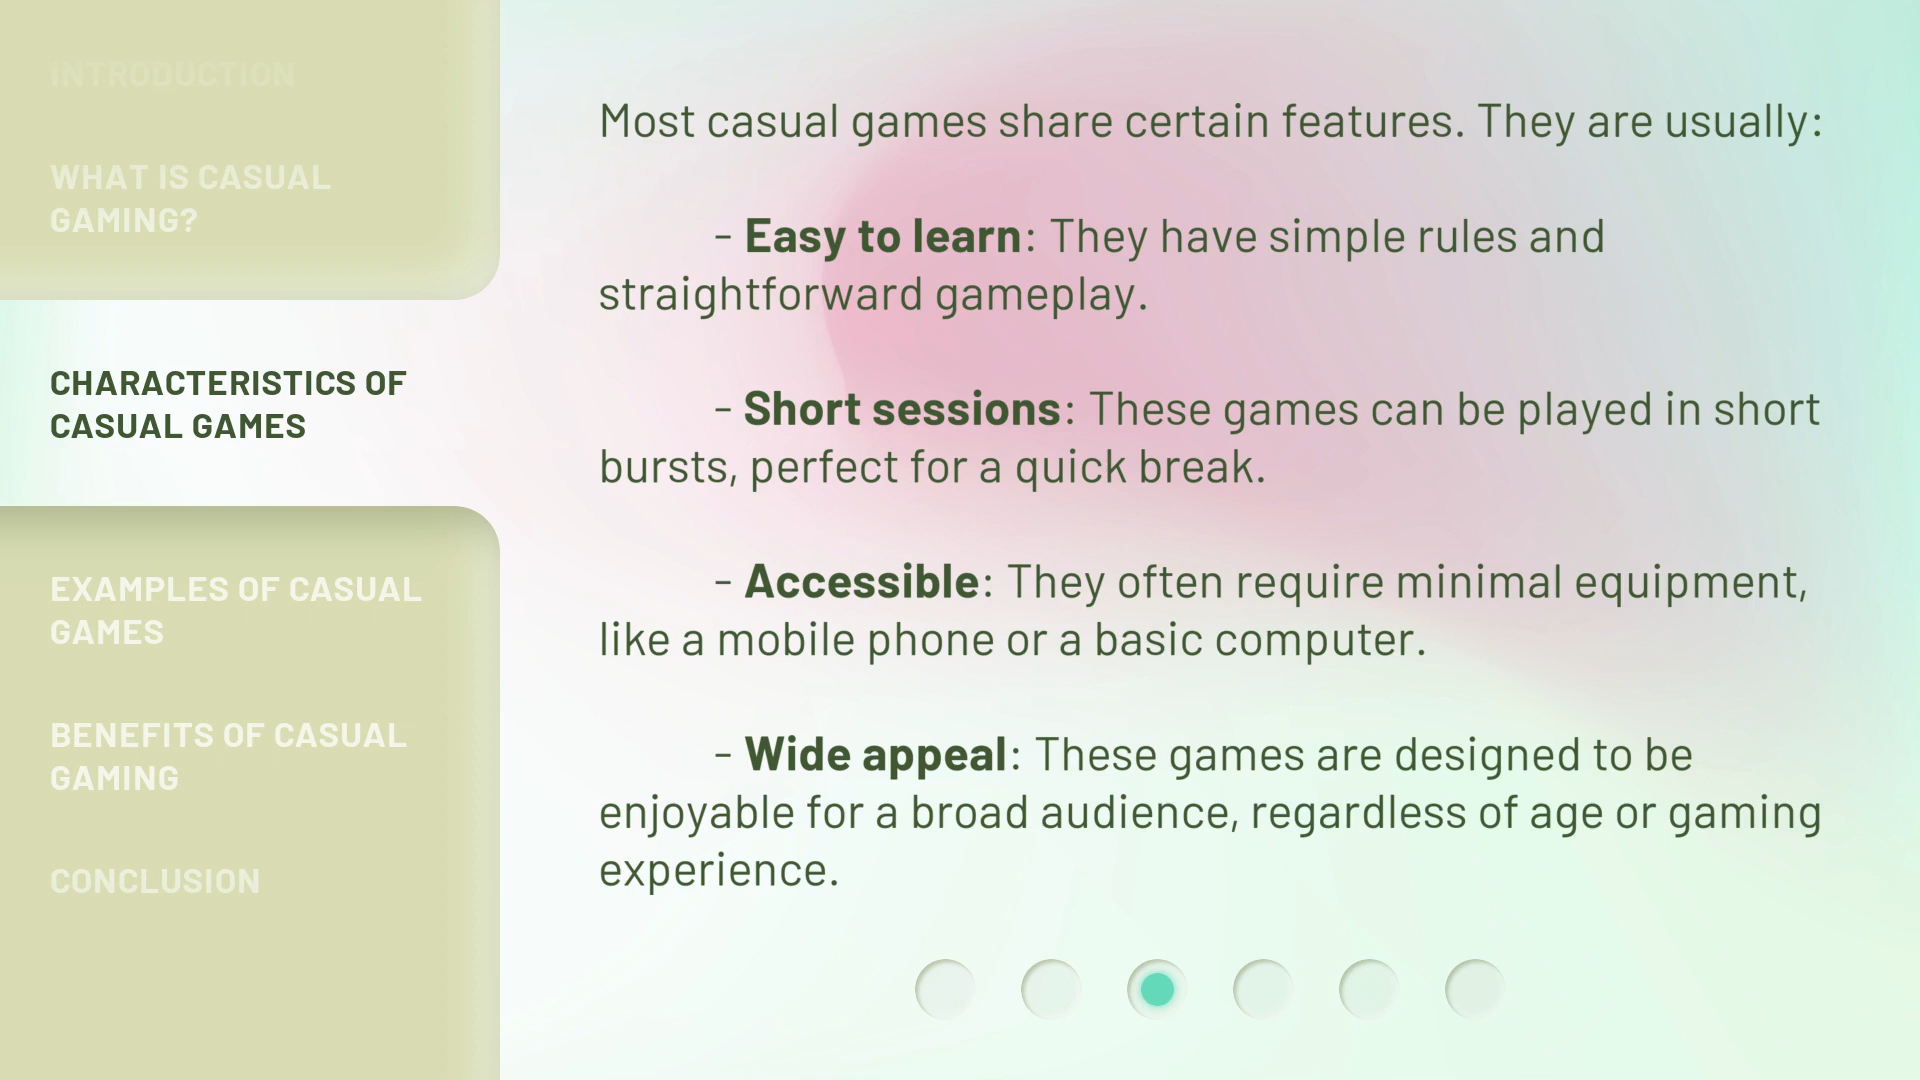 INTRODUCTION
WHAT IS CASUAL
GAMING?
CHARACTERISTICS OF
CASUAL GAMES
EXAMPLES OF CASUAL
GAMES
BENEFITS OF CASUAL
GAMING
CONCLUSION
Most casual games share certain features. They are usually:
- Easy to learn: They have simple rules and
straightforward gameplay.
- Short sessions: These games can be played in short
bursts, perfect for a quick break.
- Accessible: They often require minimal equipment,
like a mobile phone or a basic computer.
- Wide appeal: These games are designed to be
enjoyable for a broad audience, regardless of age or gaming
experience.